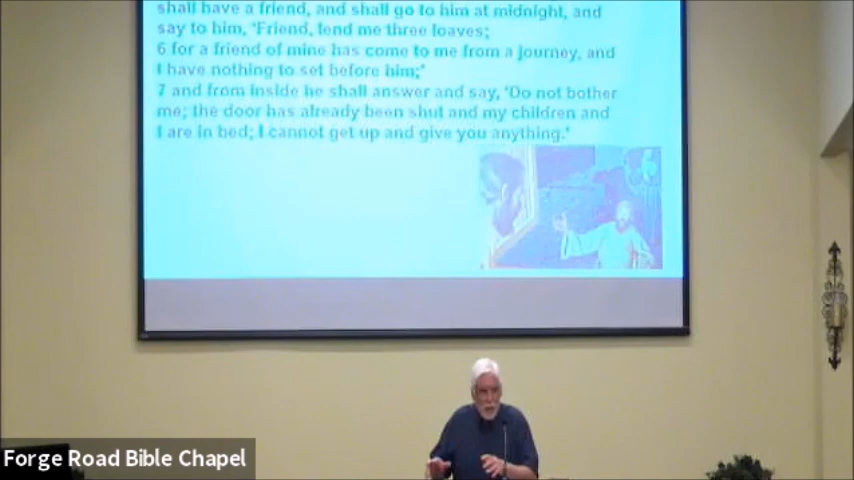 shall have a friend, and shall go to him at midnight, and
say to him, 'Friend, lend me three loaves;
6 for a friend of mine has come to me from a journey, and
I have nothing to set before him;'
7 and from inside he shall answer and say, 'Do not bother
me; the door has already been shut and my children and
I are in bed; I cannot get up and give you anything.'
Forge Road Bible Chapel